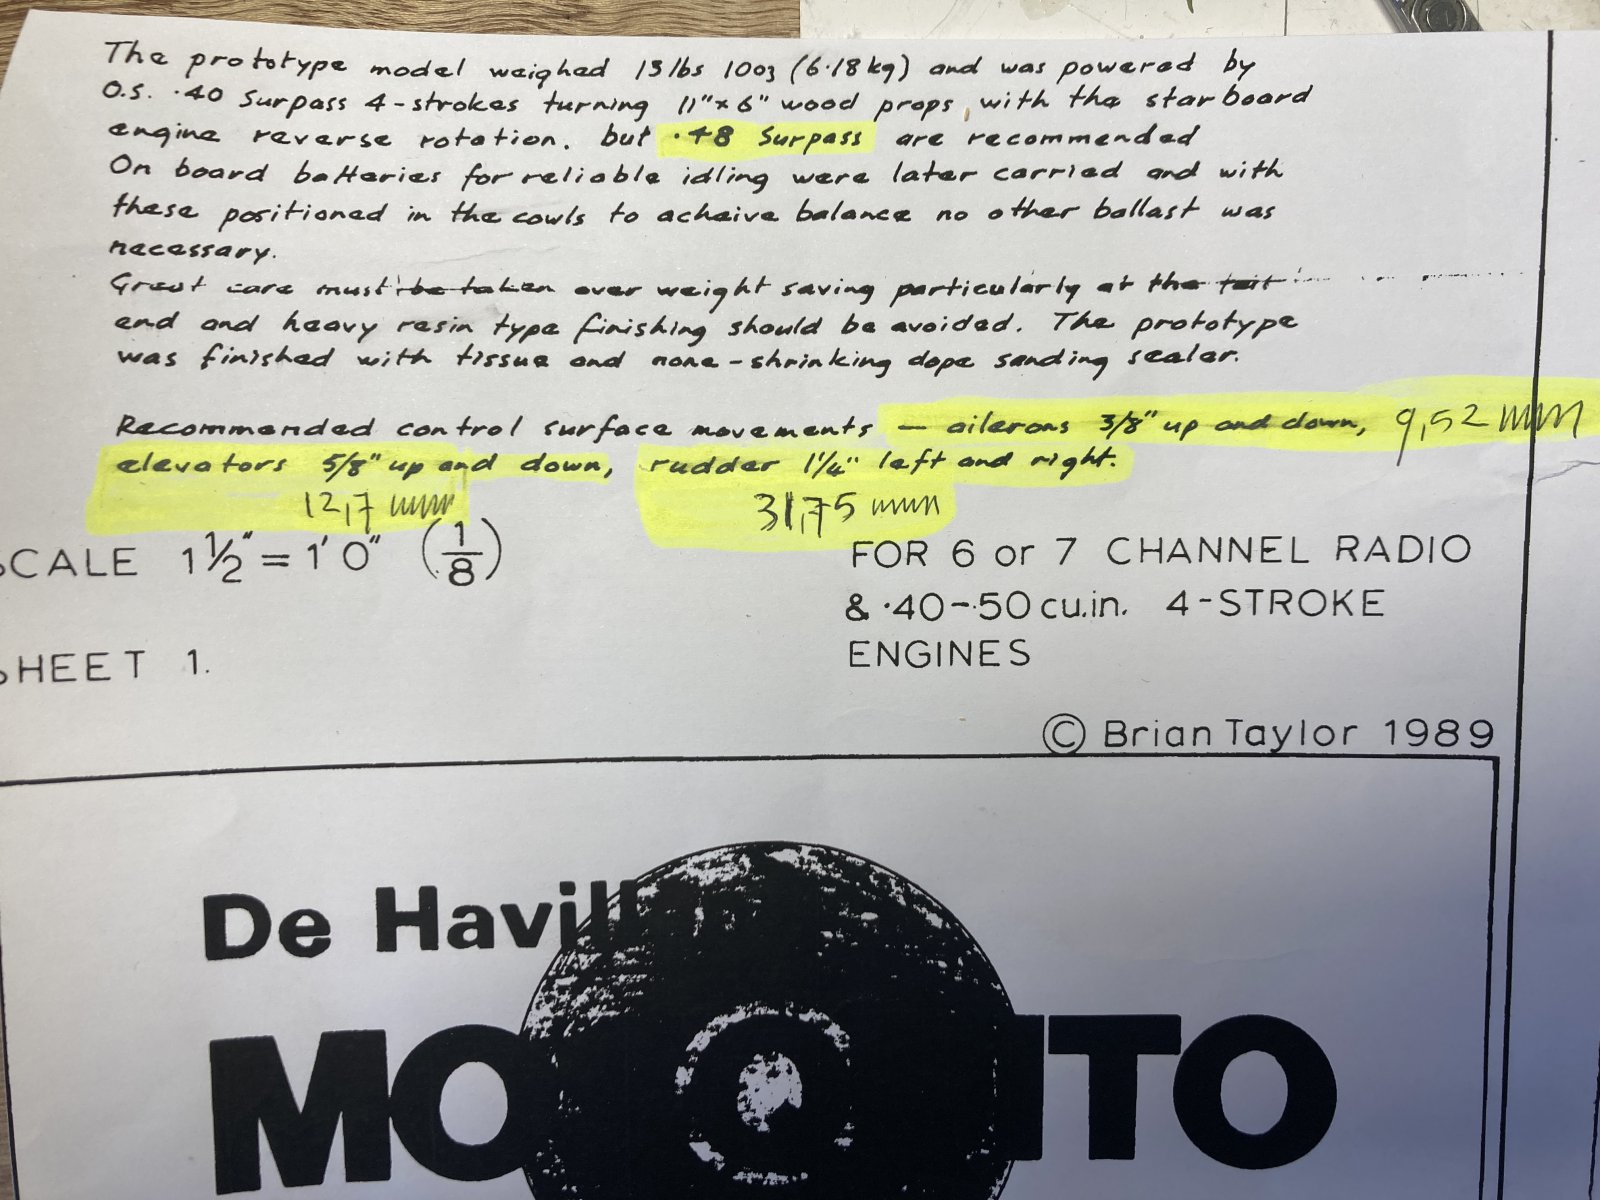 The prototype model weighed 13lbs 10oz (6·18kg) and was powered by
O.S. ·40 Surpass 4-strokes turning 11"x6" wood props, with the starboard
engine reverse rotation. but ·48 Surpass are recommended
On board batteries for reliable idling were later carried and with
these positioned in the cowls to acheive balance no other ballast was
necessary.
Great care must be taken over weight saving particularly at the tail
end and heavy resin type finishing should be avoided. The prototype
was finished with tissue and none-shrinking dope sanding sealer.
Recommended control surface movements — ailerons 3/8" up and down, 9,52 mm
elevators 5/8" up and down, rudder 1¼" left and right.
12,7 mm 31,75 mm
SCALE 1½" = 1' 0" (1/8)
FOR 6 or 7 CHANNEL RADIO
& ·40-·50 cu.in. 4-STROKE
ENGINES
SHEET 1.
© Brian Taylor 1989
De Havill
MO ITO